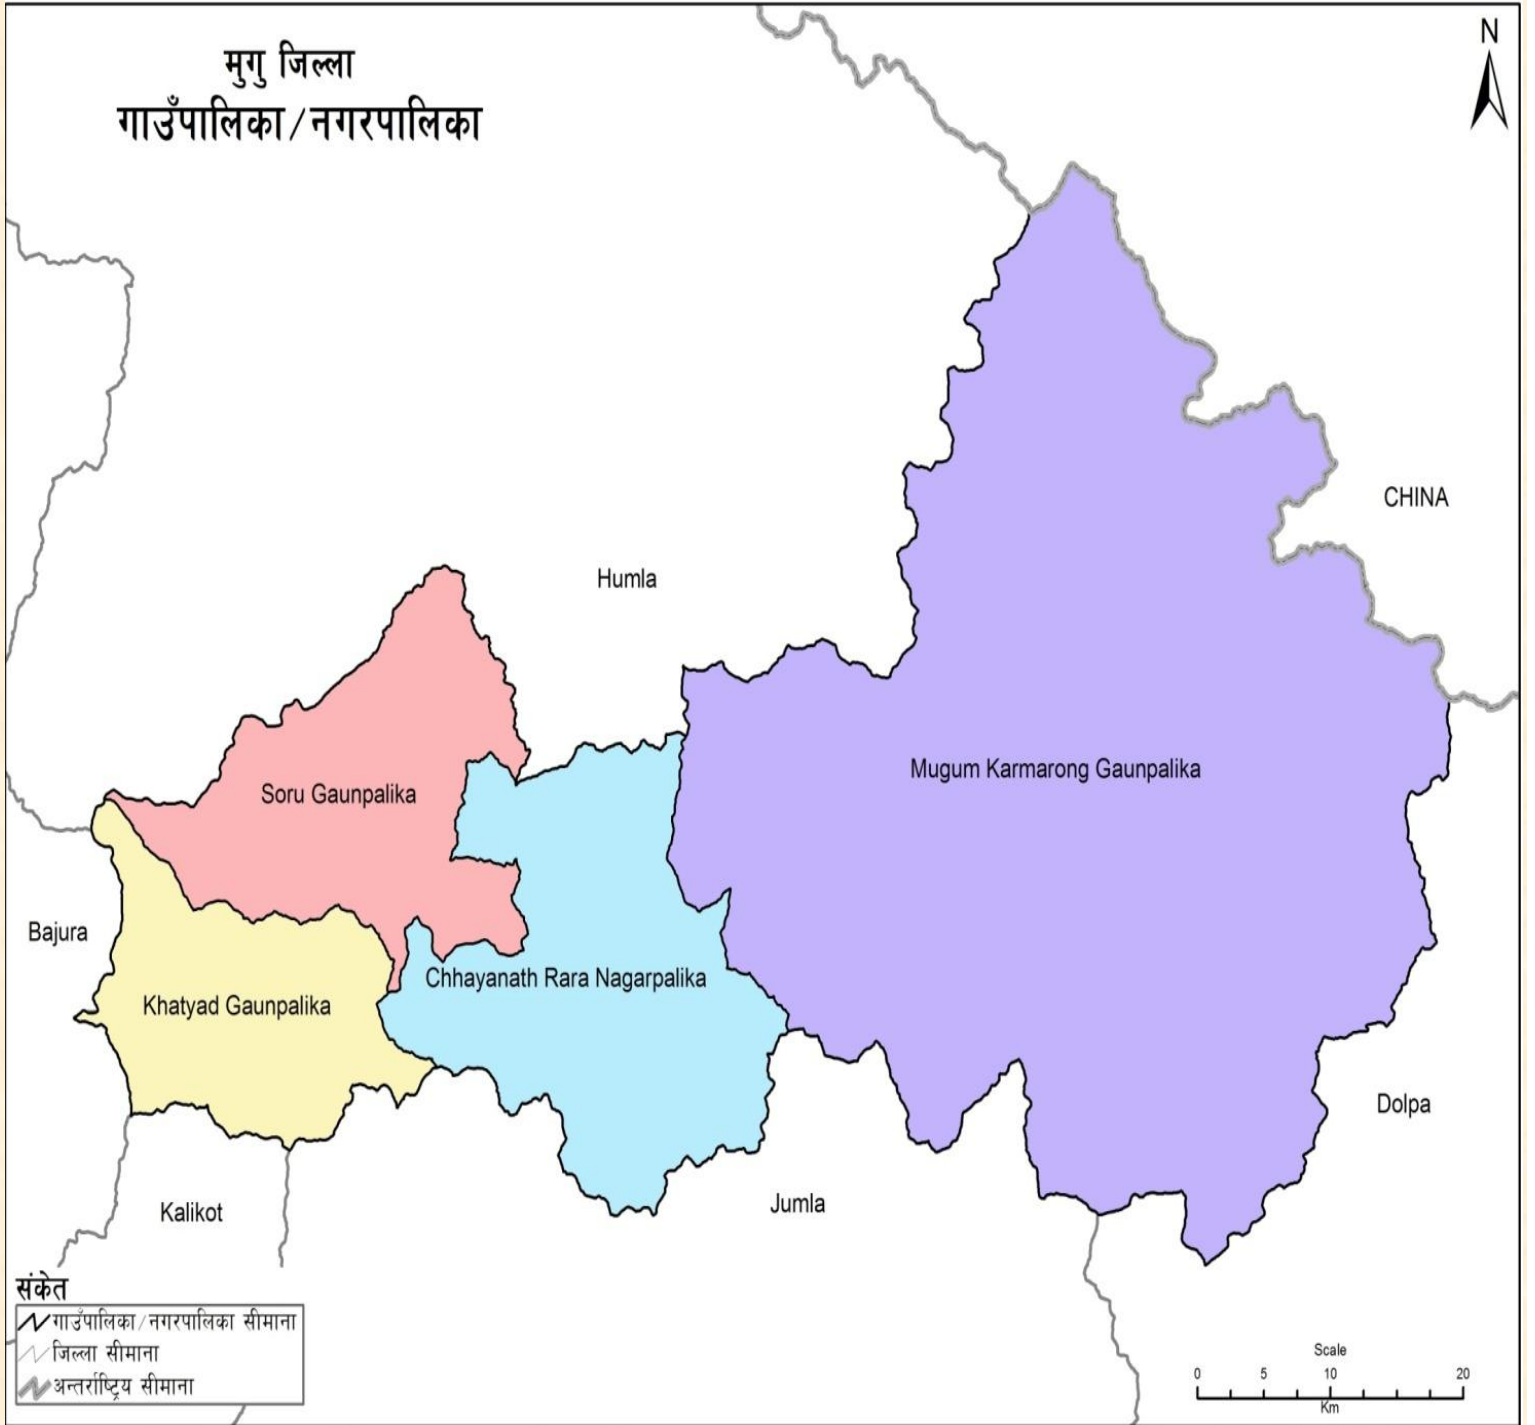 मुगु जिल्ला
गाउँपालिका/नगरपालिका
N
CHINA
Humla
Mugum Karmarong Gaunpalika
Soru Gaunpalika
Bajura
Chhayanath Rara Nagarpalika
Khatyad Gaunpalika
Dolpa
Jumla
Kalikot
संकेत
गाउँपालिका/नगरपालिका सीमाना
जिल्ला सीमाना
अन्तर्राष्ट्रिय सीमाना
Scale
0 5 10 20
Km